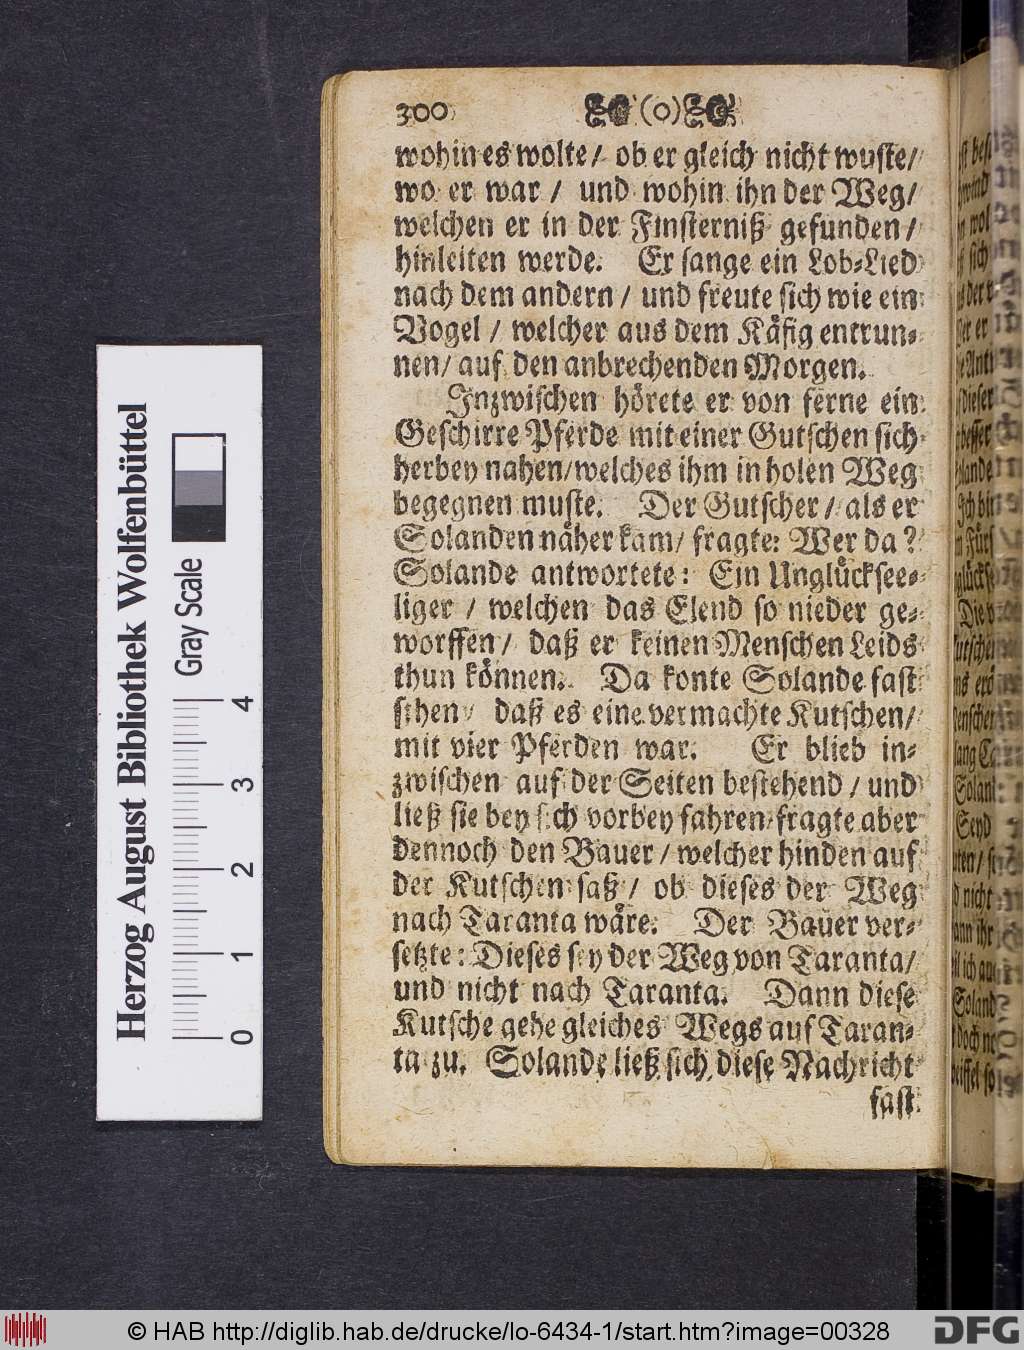 300 (o)
wohin es wolte/ ob er gleich nicht wuste/
wo er war / und wohin ihn der Weg/
welchen er in der Finsterniß gefunden/
hinleiten werde. Er sange ein Lob-Lied
nach dem andern / und freute sich wie ein
Vogel / welcher aus dem Käfig entrun-
nen/ auf den anbrechenden Morgen.
Inzwischen hörete er von ferne ein
Geschirre Pferde mit einer Gutschen sich
herbey nahen/welches ihm in holen Weg
begegnen muste. Der Gutscher / als er
Solanden näher kam/ fragte: Wer da?
Solande antwortete: Ein Unglücksee-
liger / welchen das Elend so nieder ge-
worffen/ daß er keinen Menschen Leids
thun können. Da konte Solande fast
sehen/ daß es eine vermachte Kutschen/
mit vier Pferden war. Er blieb in-
zwischen auf der Seiten bestehend / und
ließ sie bey sich vorbey fahren/fragte aber
dennoch den Bauer / welcher hinden auf
der Kutschen saß / ob dieses der Weg
nach Taranta wäre. Der Bauer ver-
setzte: Dieses sey der Weg von Taranta/
und nicht nach Taranta. Dann diese
Kutsche gehe gleiches Wegs auf Taran-
ta zu. Solande ließ sich diese Nachricht
fast
Herzog August Bibliothek Wolfenbüttel
Gray Scale
0 1 2 3 4
© HAB http://diglib.hab.de/drucke/lo-6434-1/start.htm?image=00328
DFG